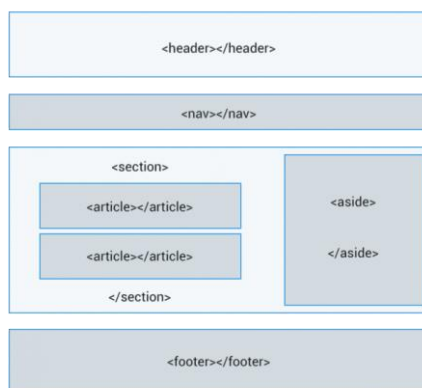 <header></header>
<nav></nav>
<section>
<article></article>
<article></article>
</section>
<aside>
</aside>
<footer></footer>